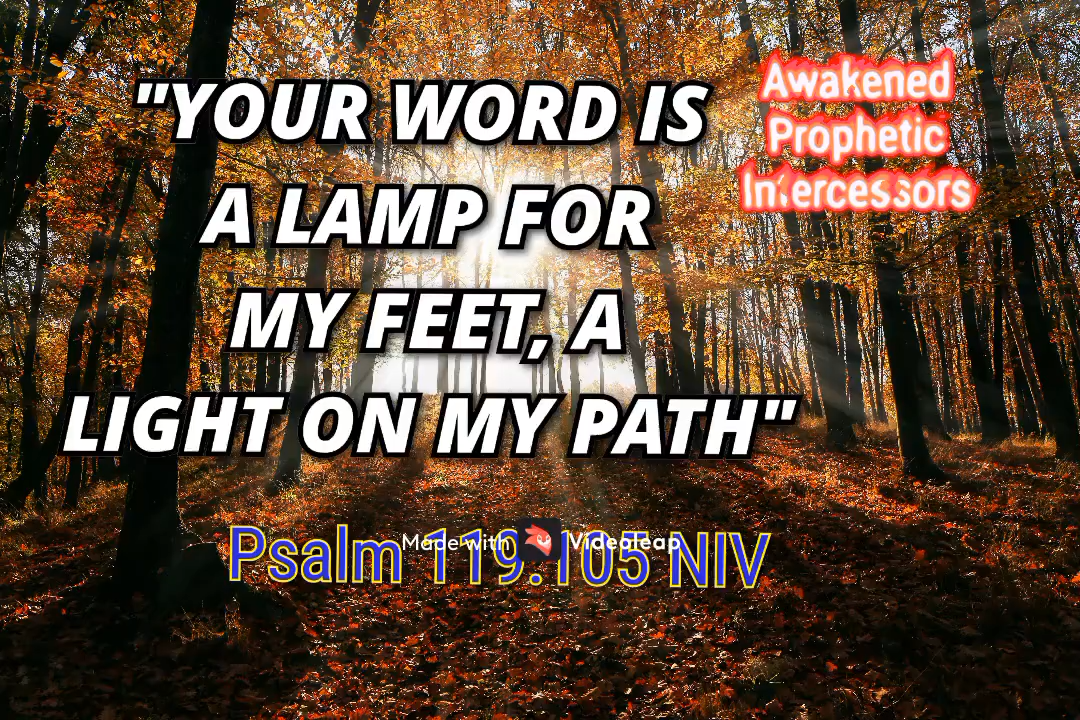 "YOUR WORD IS
A LAMP FOR
MY FEET, A
LIGHT ON MY PATH"
Awakened
Prophetic
Intercessors
Psalm 119:105 NIV
Made with Videoleap